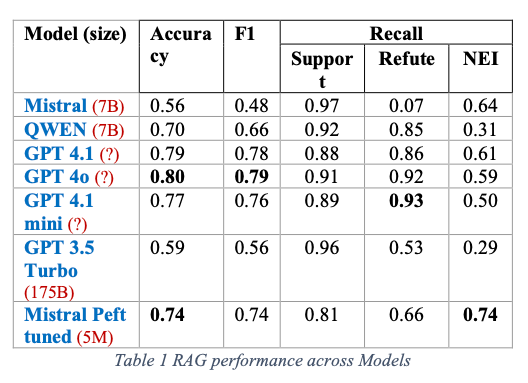 Model (size) Accura F1 Recall
cy Suppor Refute NEI
t
Mistral (7B) 0.56 0.48 0.97 0.07 0.64
QWEN (7B) 0.70 0.66 0.92 0.85 0.31
GPT 4.1 (?) 0.79 0.78 0.88 0.86 0.61
GPT 4o (?) 0.80 0.79 0.91 0.92 0.59
GPT 4.1 0.77 0.76 0.89 0.93 0.50
mini (?)
GPT 3.5 0.59 0.56 0.96 0.53 0.29
Turbo
(175B)
Mistral Peft 0.74 0.74 0.81 0.66 0.74
tuned (5M)
Table 1 RAG performance across Models